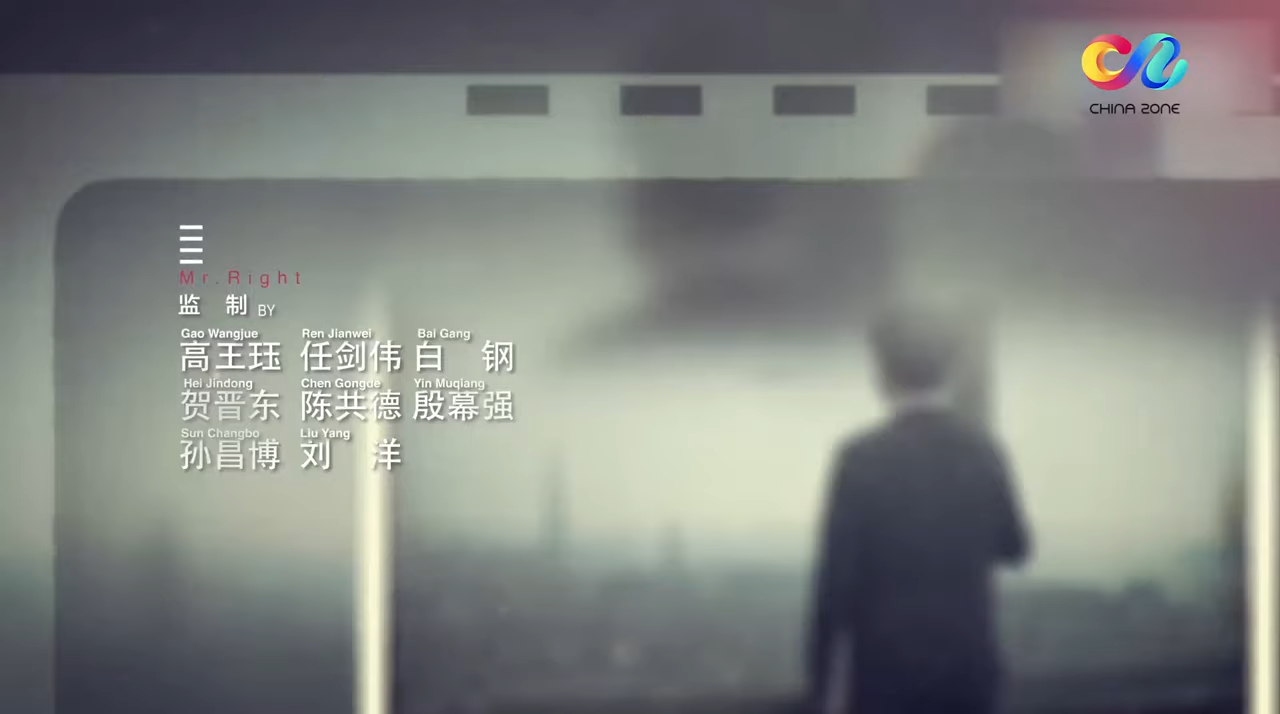 CHINA ZONE
Mr.Right
监 制 BY
Gao Wangjue Ren Jianwei Bai Gang
高王珏 任剑伟 白 钢
Hei Jindong Chen Gongde Yin Muqiang
贺晋东 陈共德 殷幕强
Sun Changbo Liu Yang
孙昌博 刘 洋